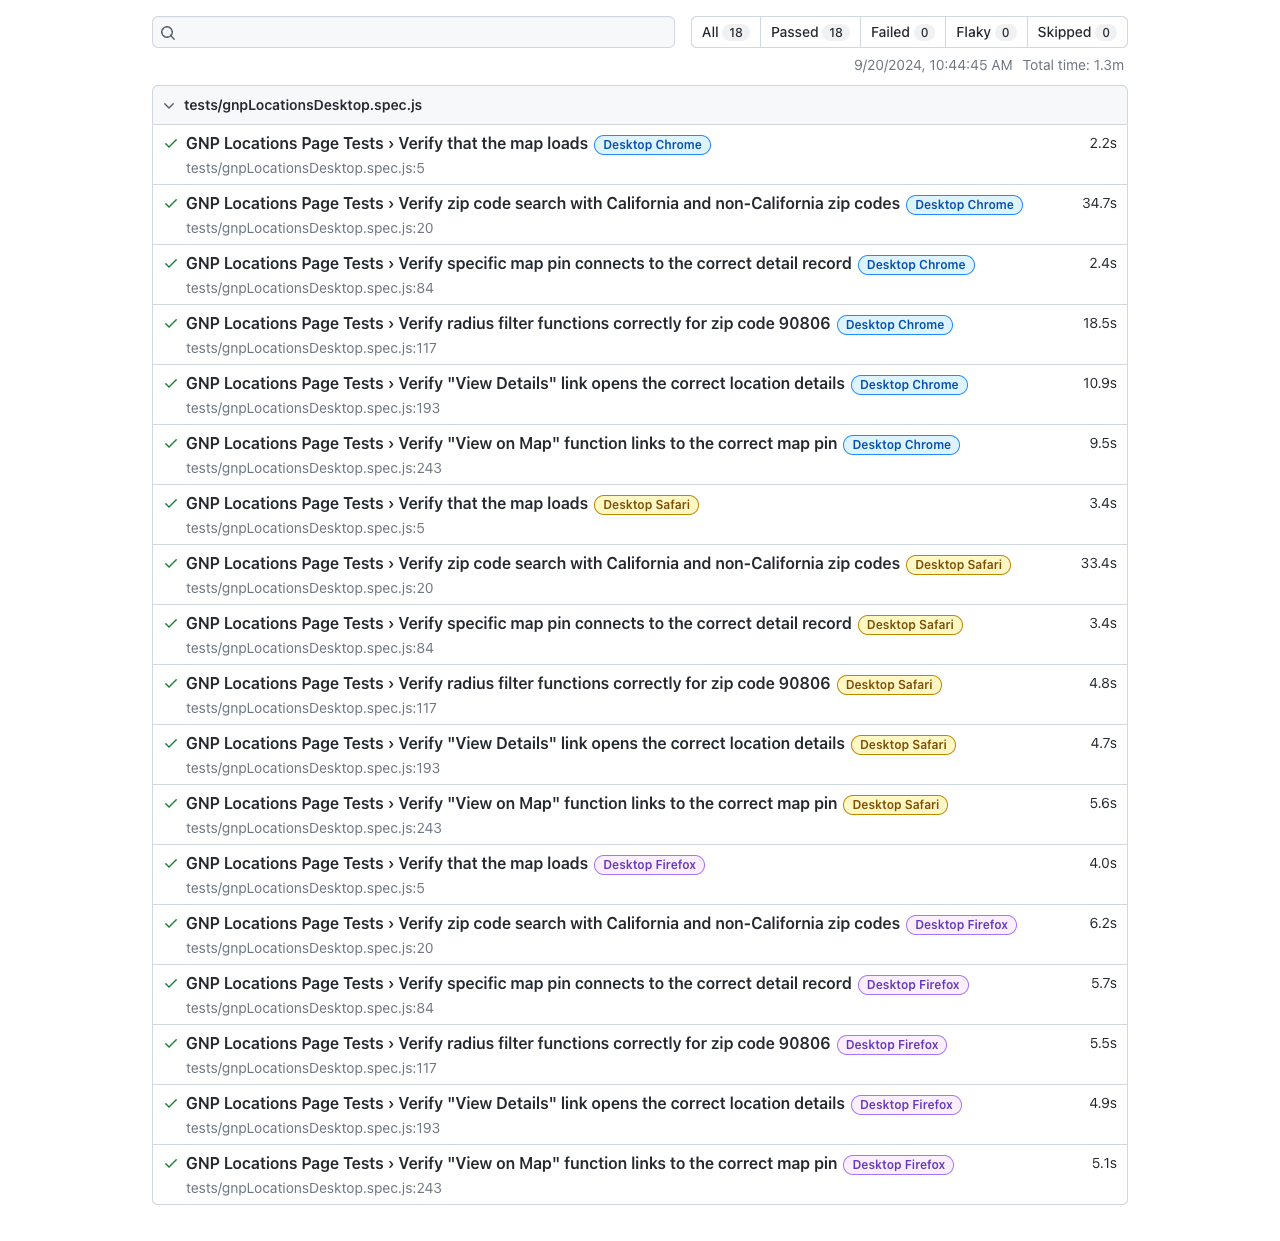 All 18 Passed 18 Failed 0 Flaky 0 Skipped 0
9/20/2024, 10:44:45 AM Total time: 1.3m
tests/gnpLocationsDesktop.spec.js
GNP Locations Page Tests › Verify that the map loads Desktop Chrome 2.2s
tests/gnpLocationsDesktop.spec.js:5
GNP Locations Page Tests › Verify zip code search with California and non-California zip codes Desktop Chrome 34.7s
tests/gnpLocationsDesktop.spec.js:20
GNP Locations Page Tests › Verify specific map pin connects to the correct detail record Desktop Chrome 2.4s
tests/gnpLocationsDesktop.spec.js:84
GNP Locations Page Tests › Verify radius filter functions correctly for zip code 90806 Desktop Chrome 18.5s
tests/gnpLocationsDesktop.spec.js:117
GNP Locations Page Tests › Verify "View Details" link opens the correct location details Desktop Chrome 10.9s
tests/gnpLocationsDesktop.spec.js:193
GNP Locations Page Tests › Verify "View on Map" function links to the correct map pin Desktop Chrome 9.5s
tests/gnpLocationsDesktop.spec.js:243
GNP Locations Page Tests › Verify that the map loads Desktop Safari 3.4s
tests/gnpLocationsDesktop.spec.js:5
GNP Locations Page Tests › Verify zip code search with California and non-California zip codes Desktop Safari 33.4s
tests/gnpLocationsDesktop.spec.js:20
GNP Locations Page Tests › Verify specific map pin connects to the correct detail record Desktop Safari 3.4s
tests/gnpLocationsDesktop.spec.js:84
GNP Locations Page Tests › Verify radius filter functions correctly for zip code 90806 Desktop Safari 4.8s
tests/gnpLocationsDesktop.spec.js:117
GNP Locations Page Tests › Verify "View Details" link opens the correct location details Desktop Safari 4.7s
tests/gnpLocationsDesktop.spec.js:193
GNP Locations Page Tests › Verify "View on Map" function links to the correct map pin Desktop Safari 5.6s
tests/gnpLocationsDesktop.spec.js:243
GNP Locations Page Tests › Verify that the map loads Desktop Firefox 4.0s
tests/gnpLocationsDesktop.spec.js:5
GNP Locations Page Tests › Verify zip code search with California and non-California zip codes Desktop Firefox 6.2s
tests/gnpLocationsDesktop.spec.js:20
GNP Locations Page Tests › Verify specific map pin connects to the correct detail record Desktop Firefox 5.7s
tests/gnpLocationsDesktop.spec.js:84
GNP Locations Page Tests › Verify radius filter functions correctly for zip code 90806 Desktop Firefox 5.5s
tests/gnpLocationsDesktop.spec.js:117
GNP Locations Page Tests › Verify "View Details" link opens the correct location details Desktop Firefox 4.9s
tests/gnpLocationsDesktop.spec.js:193
GNP Locations Page Tests › Verify "View on Map" function links to the correct map pin Desktop Firefox 5.1s
tests/gnpLocationsDesktop.spec.js:243